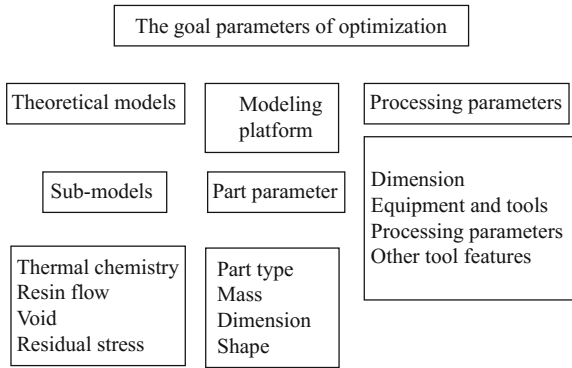 The goal parameters of optimization
Theoretical models
Modeling
platform
Processing parameters
Sub-models
Part parameter
Dimension
Equipment and tools
Processing parameters
Other tool features
Thermal chemistry
Resin flow
Void
Residual stress
Part type
Mass
Dimension
Shape